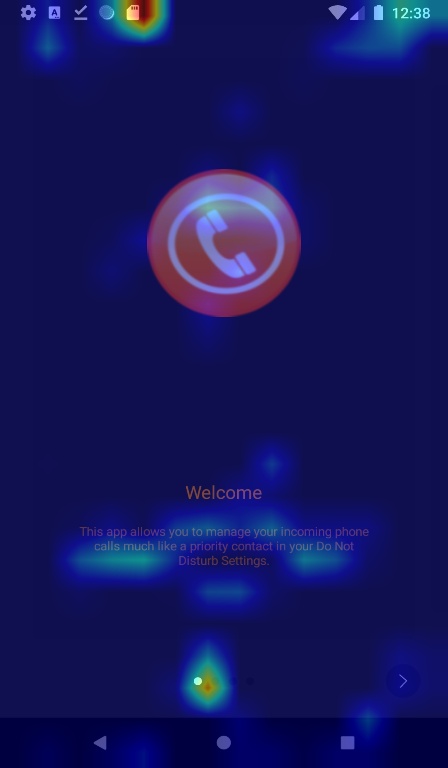 12:38
Welcome
This app allows you to manage your incoming phone
calls much like a priority contact in your Do Not
Disturb Settings.